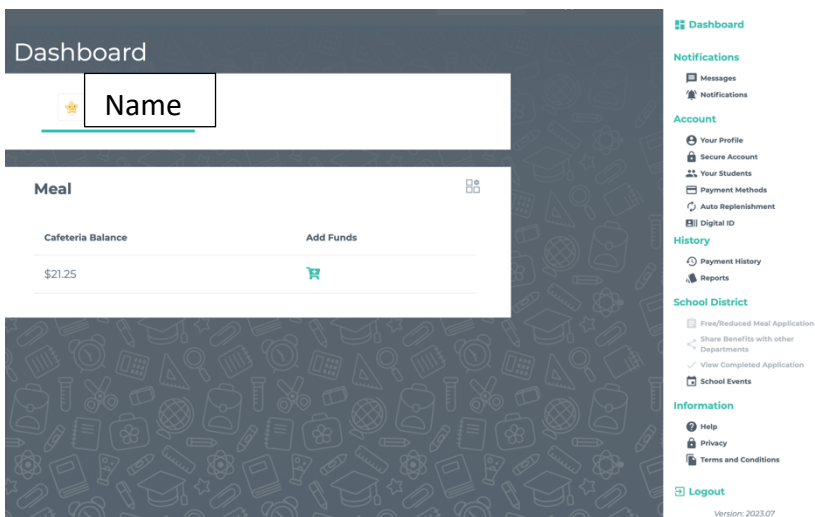 Dashboard
Name
Meal
Cafeteria Balance Add Funds
$21.25
Dashboard
Notifications
Messages
Notifications
Account
Your Profile
Secure Account
Your Students
Payment Methods
Auto Replenishment
Digital ID
History
Payment History
Reports
School District
Free/Reduced Meal Application
Share Benefits with other
Departments
View Completed Application
School Events
Information
Help
Privacy
Terms and Conditions
Logout
Version: 2023.07